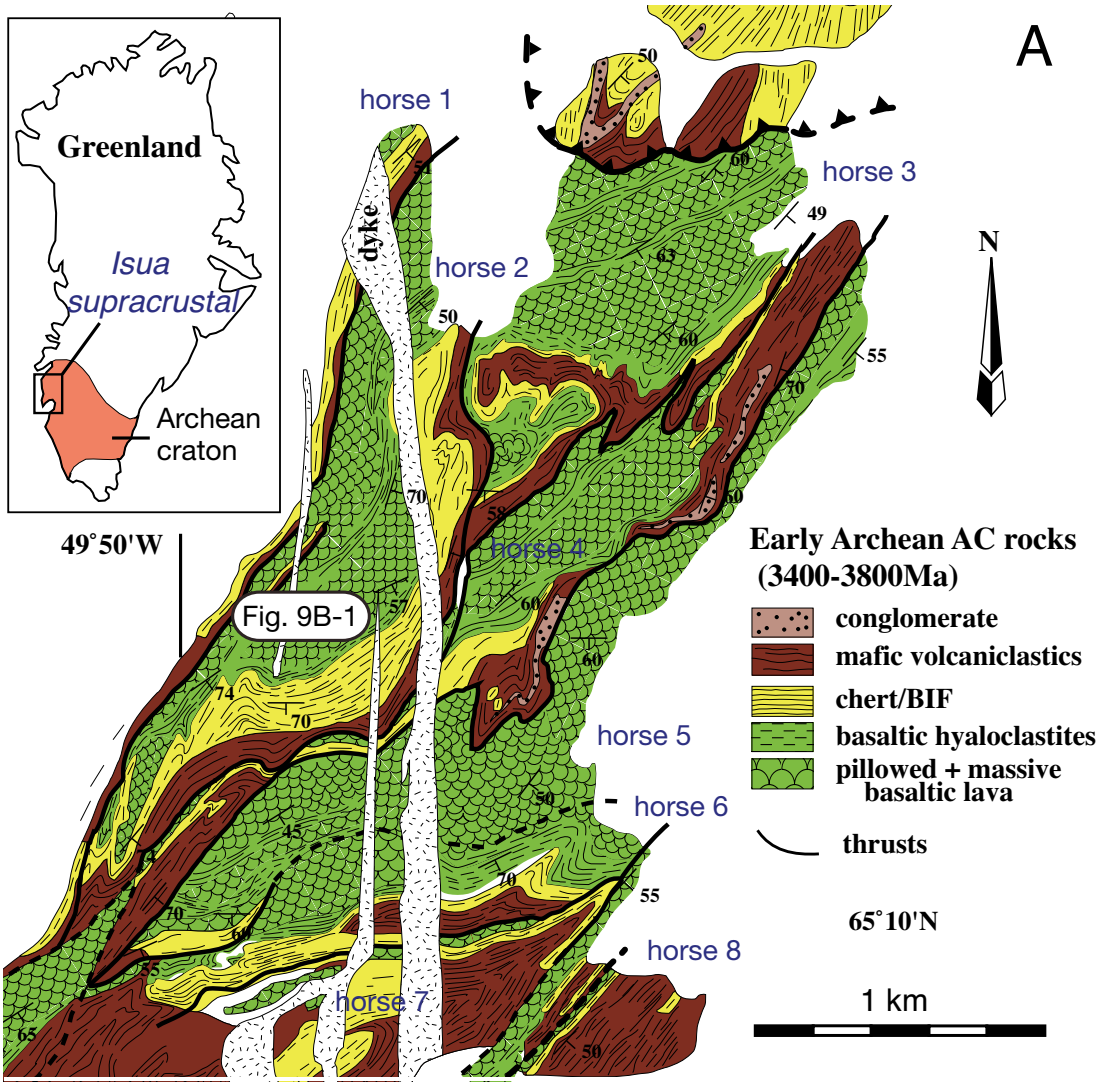 A
Greenland
Isua
supracrustal
Archean
craton
horse 1
horse 2
horse 3
horse 4
horse 5
horse 6
horse 7
horse 8
dyke
N
49°50'W
Fig. 9B-1
50
51
60
49
63
50
60
55
70
70
60
58
57
60
60
74
70
50
45
70
70
55
55
65
50
Early Archean AC rocks
(3400-3800Ma)
conglomerate
mafic volcaniclastics
chert/BIF
basaltic hyaloclastites
pillowed + massive
basaltic lava
thrusts
65°10'N
1 km